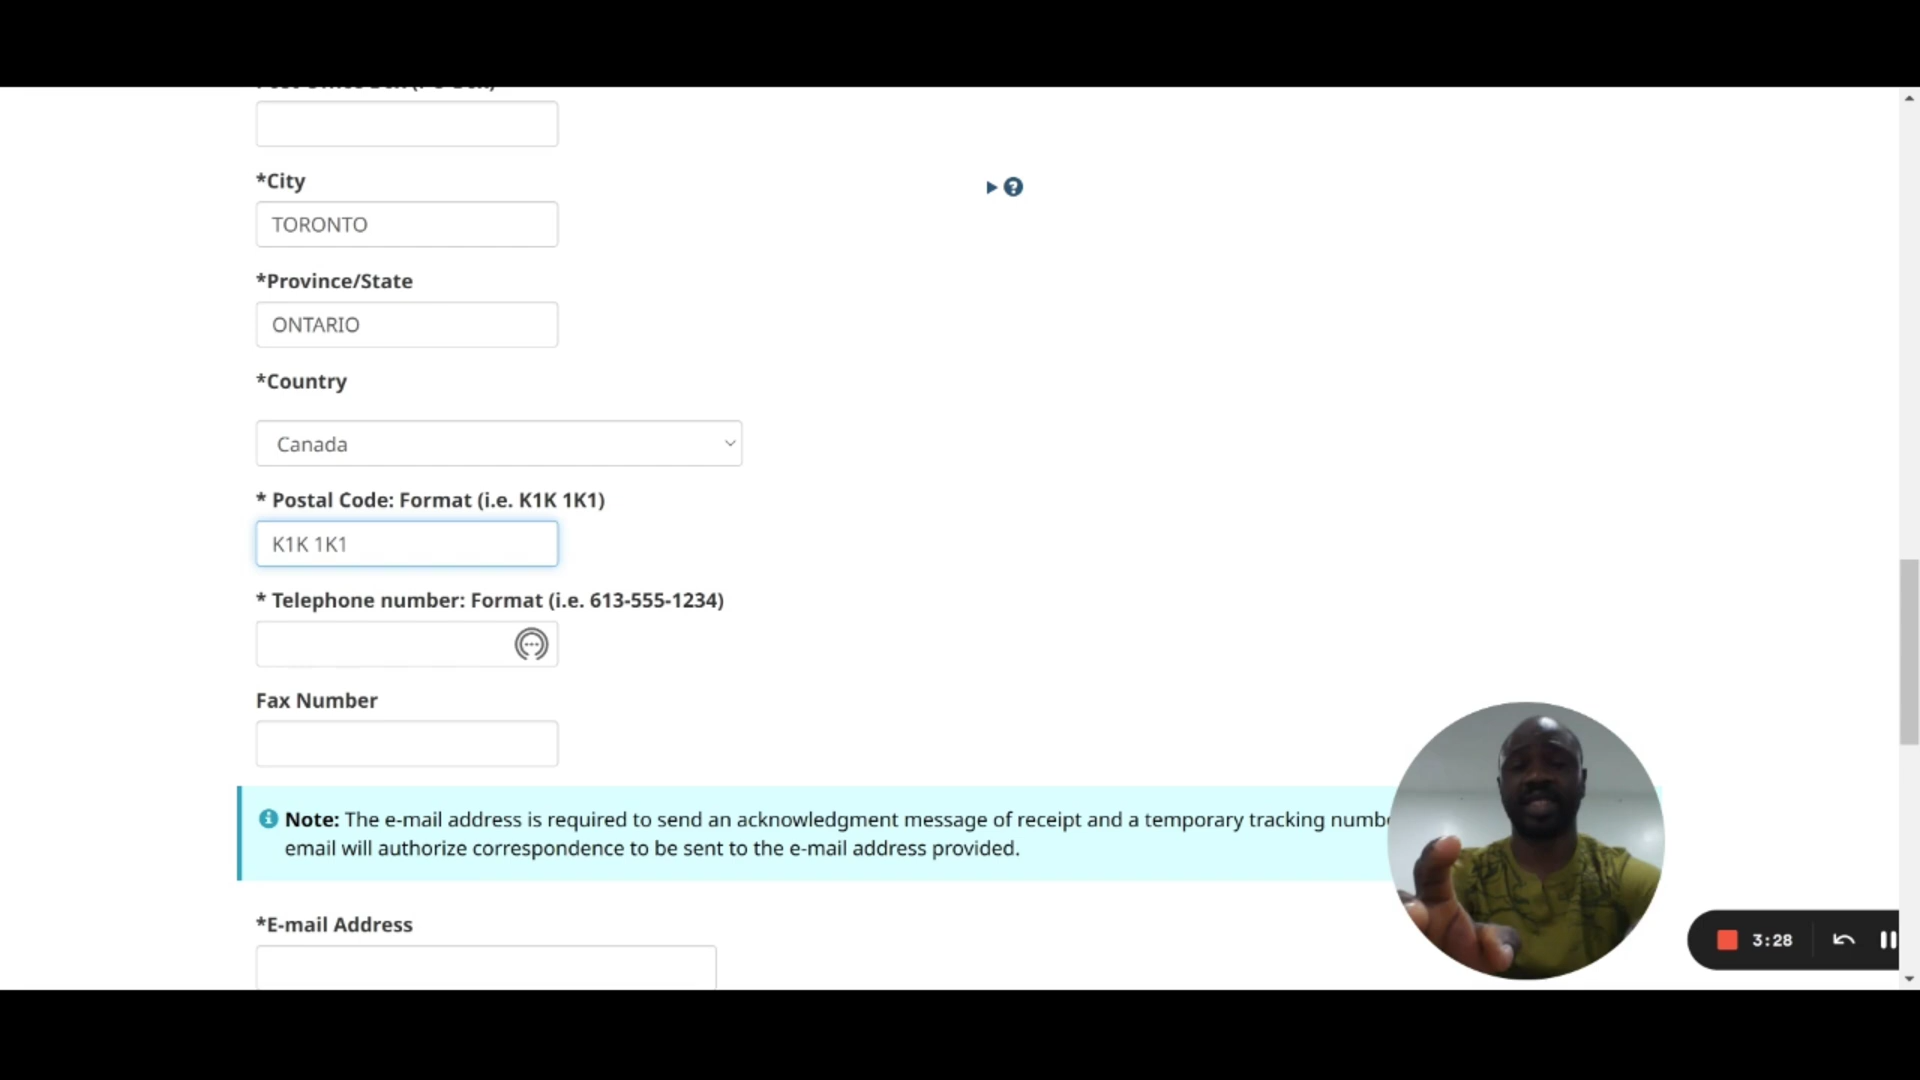 *City
TORONTO
*Province/State
ONTARIO
*Country
Canada
* Postal Code: Format (i.e. K1K 1K1)
K1K 1K1
* Telephone number: Format (i.e. 613-555-1234)
Fax Number
Note: The e-mail address is required to send an acknowledgment message of receipt and a temporary tracking
email will authorize correspondence to be sent to the e-mail address provided.
*E-mail Address
3:28